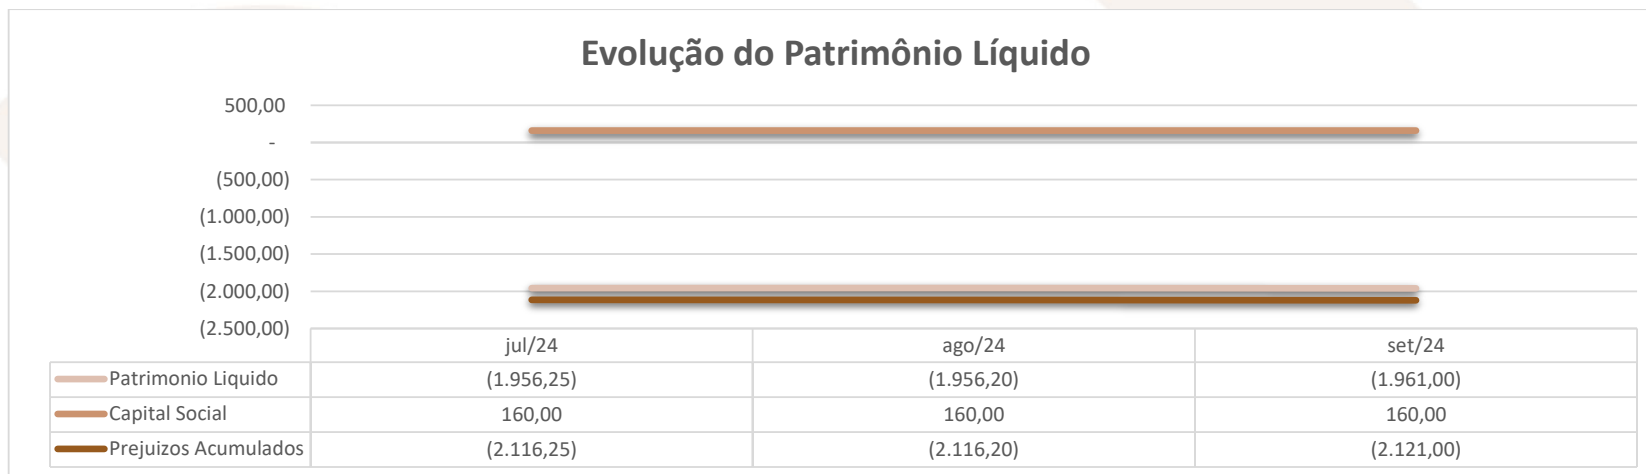 Evolução do Patrimônio Líquido
500,00
-
(500,00)
(1.000,00)
(1.500,00)
(2.000,00)
(2.500,00)
jul/24 ago/24 set/24
Patrimonio Liquido (1.956,25) (1.956,20) (1.961,00)
Capital Social 160,00 160,00 160,00
Prejuizos Acumulados (2.116,25) (2.116,20) (2.121,00)